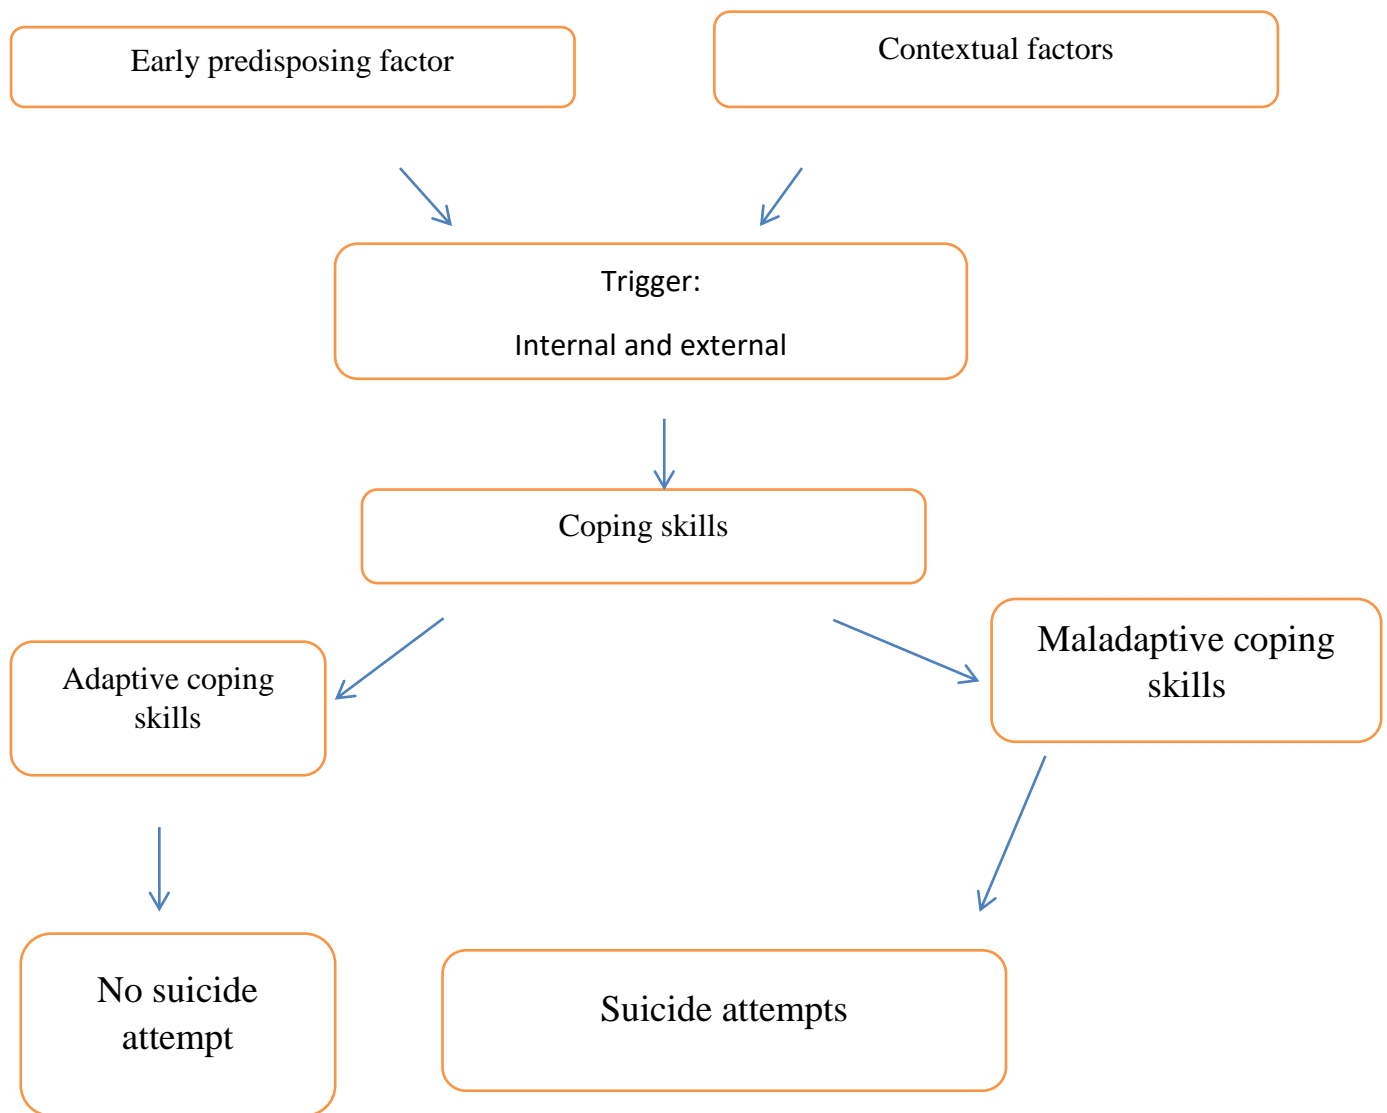 Early predisposing factor
Contextual factors
Trigger:
Internal and external
Coping skills
Adaptive coping
skills
Maladaptive coping
skills
No suicide
attempt
Suicide attempts